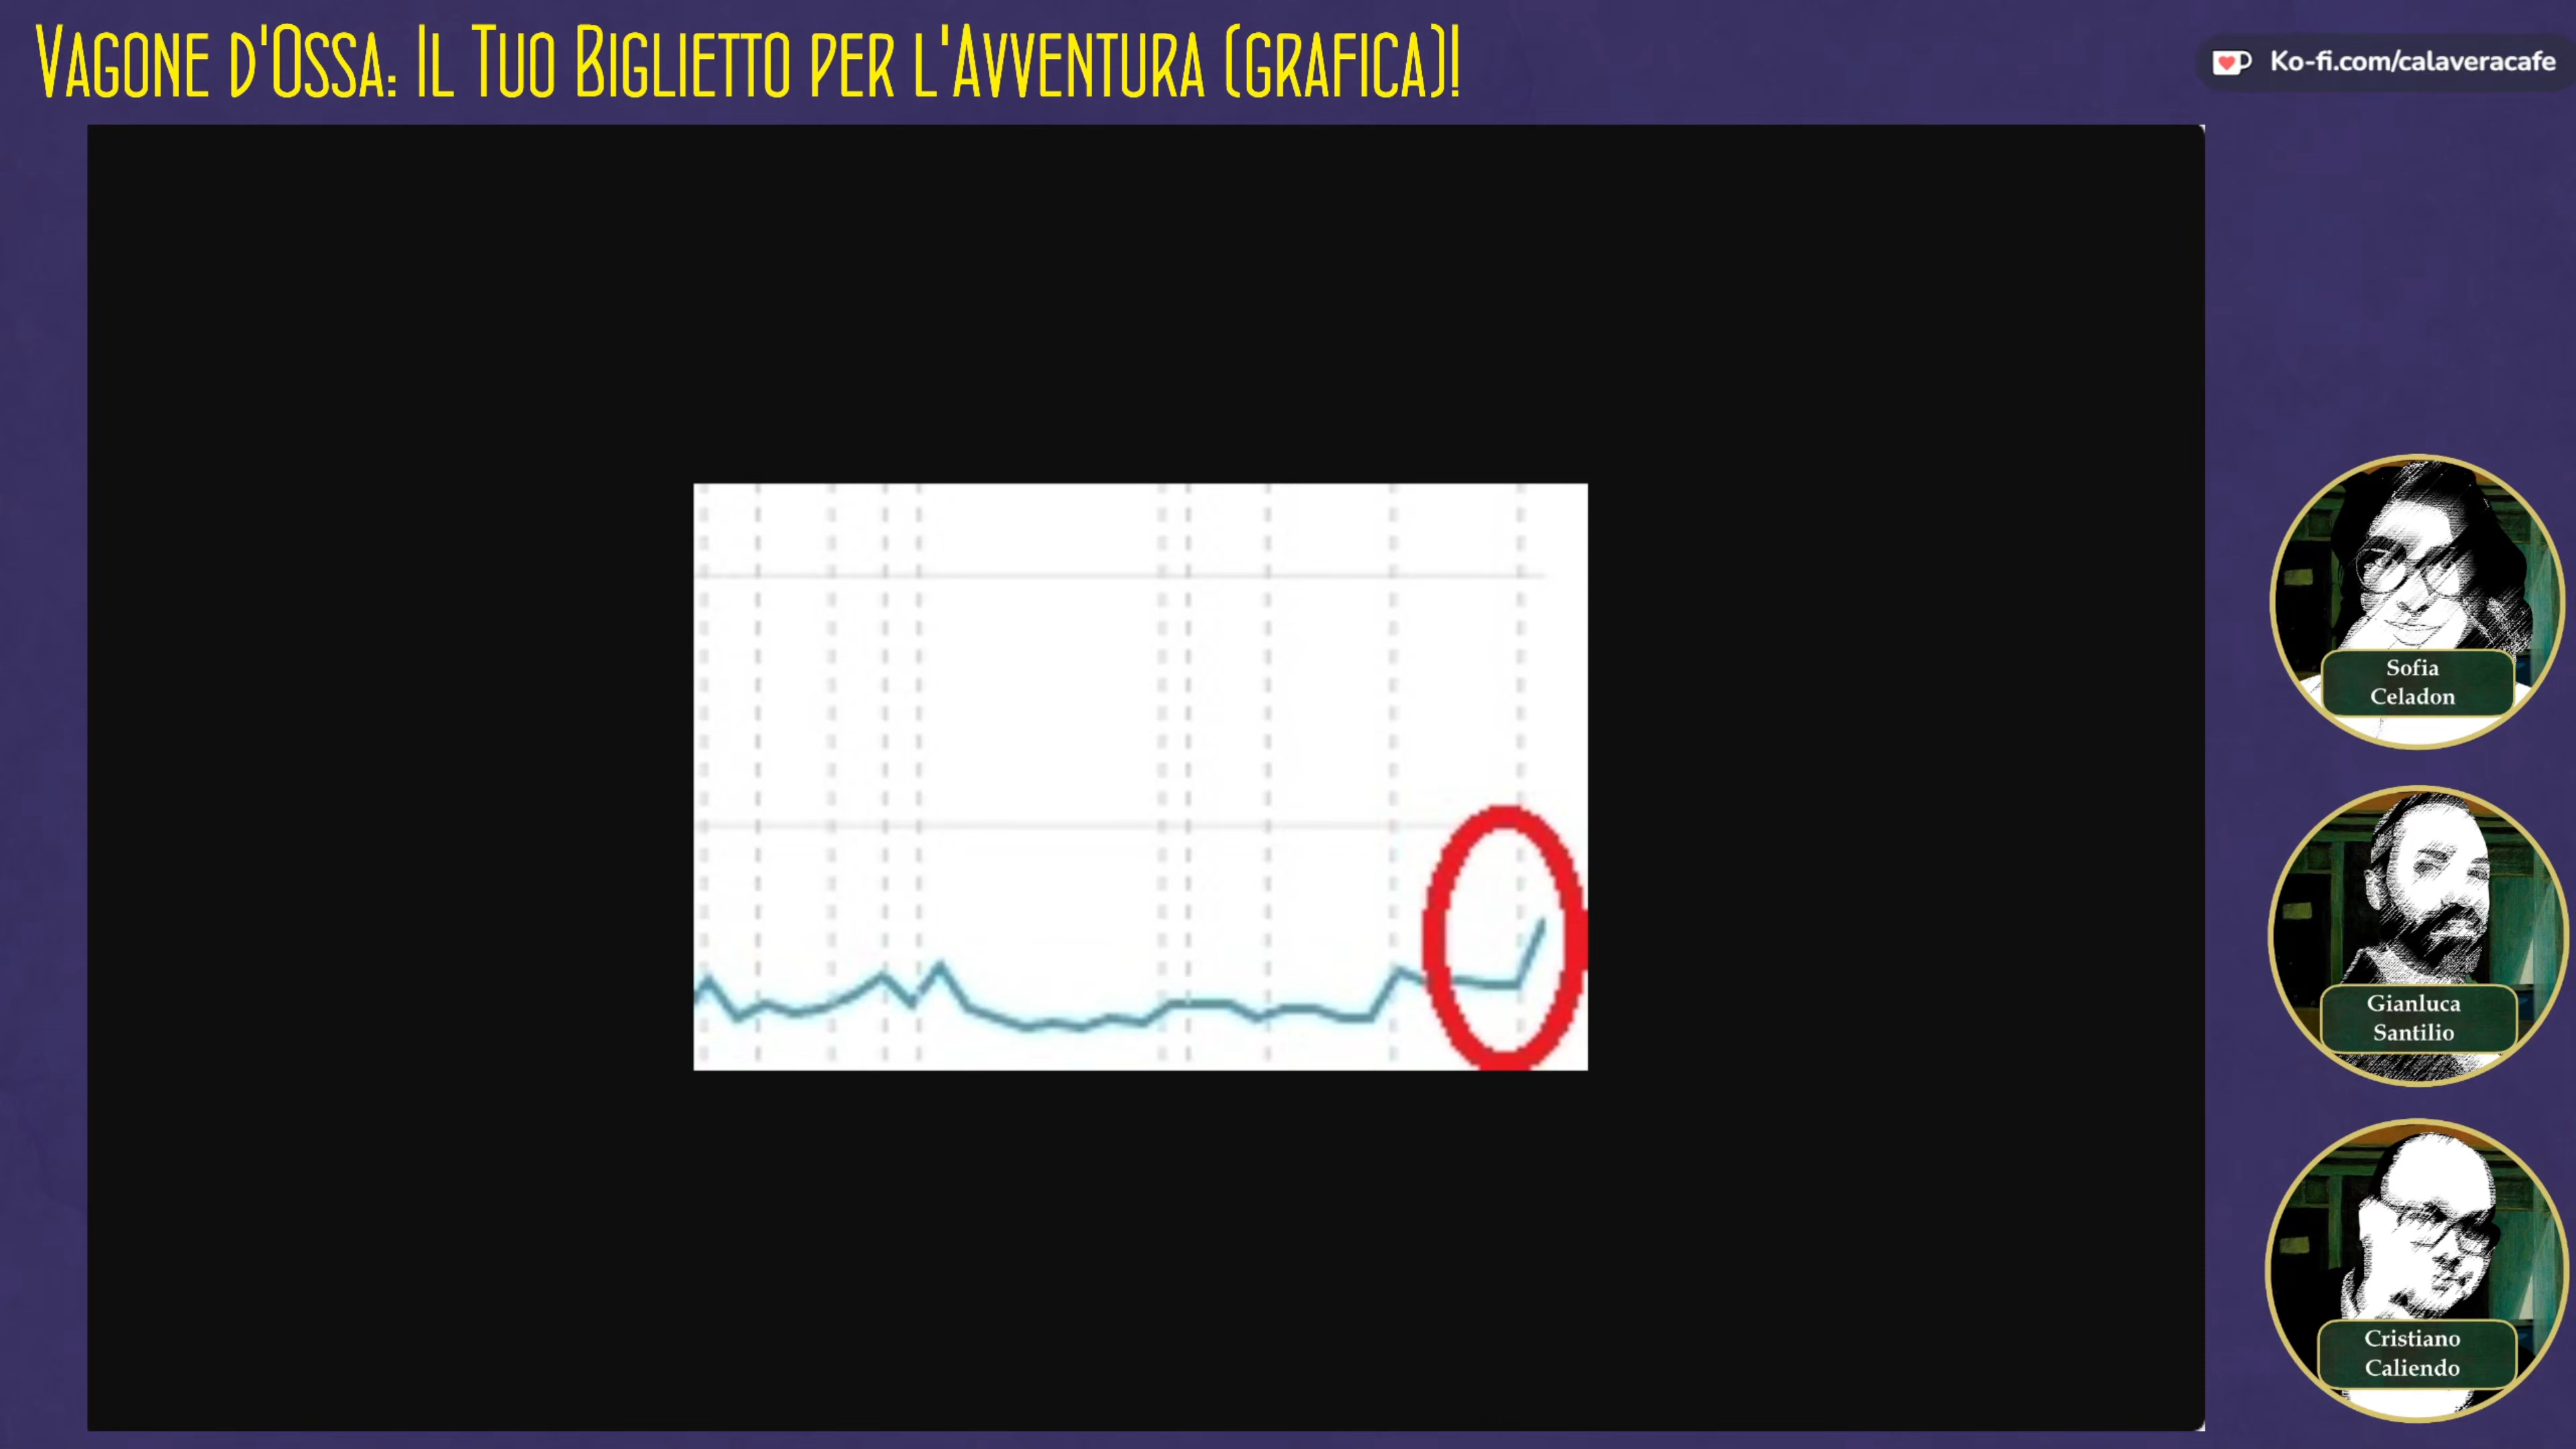 Vagone d'Ossa: Il Tuo Biglietto per l'Avventura (grafica)!
Ko-fi.com/calaveracafe
Sofia
Celadon
Gianluca
Santilio
Cristiano
Caliendo